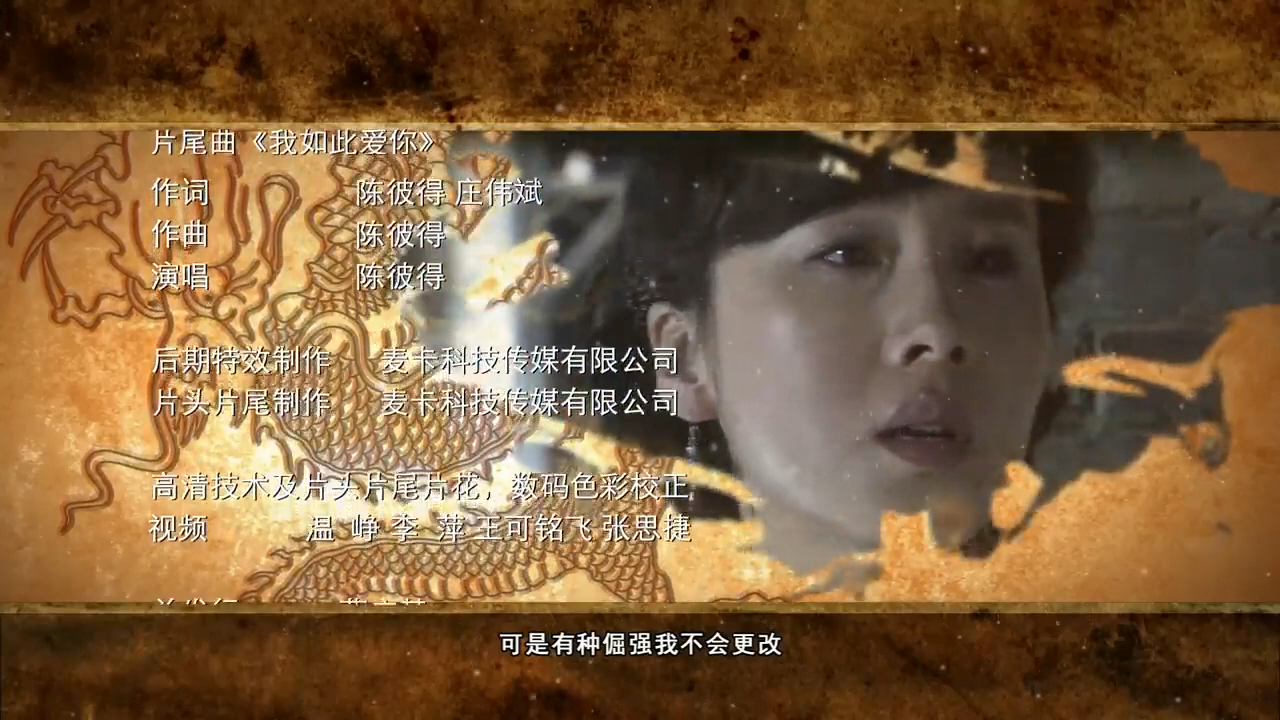 片尾曲《我如此爱你》
作词 陈彼得 庄伟斌
作曲 陈彼得
演唱 陈彼得
后期特效制作 麦卡科技传媒有限公司
片头片尾制作 麦卡科技传媒有限公司
高清技术及片头片尾片花，数码色彩校正
视频 温 峥 李 萍 王可铭飞 张思捷
可是有种倔强我不会更改